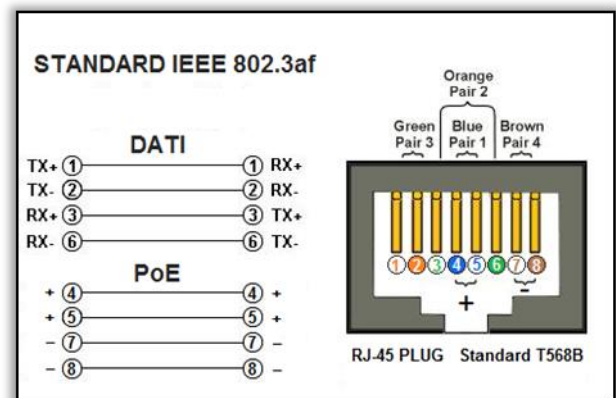 STANDARD IEEE 802.3af
DATI
TX+ 1 1 RX+
TX- 2 2 RX-
RX+ 3 3 TX+
RX- 6 6 TX-
PoE
+ 4 4 +
+ 5 5 +
– 7 7 –
– 8 8 –
Orange
Pair 2
Green Blue Brown
Pair 3 Pair 1 Pair 4
1 2 3 4 5 6 7 8
+ -
RJ-45 PLUG Standard T568B